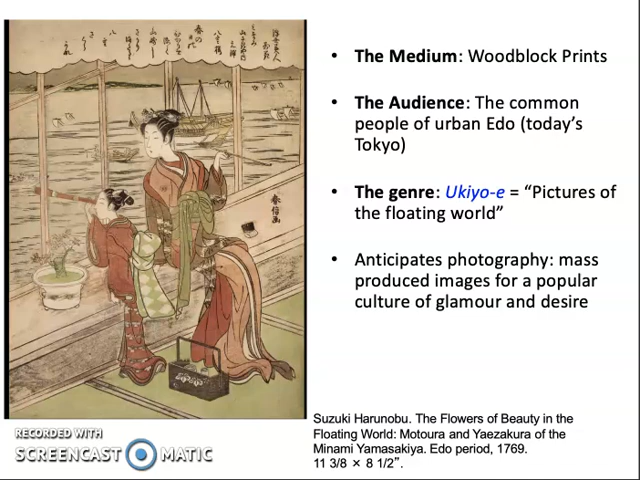 春信画
• The Medium: Woodblock Prints
• The Audience: The common
people of urban Edo (today's
Tokyo)
• The genre: Ukiyo-e = “Pictures of
the floating world”
• Anticipates photography: mass
produced images for a popular
culture of glamour and desire
Suzuki Harunobu. The Flowers of Beauty in the
Floating World: Motoura and Yaezakura of the
Minami Yamasakiya. Edo period, 1769.
11 3/8 × 8 1/2”.
RECORDED WITH
SCREENCAST MATIC